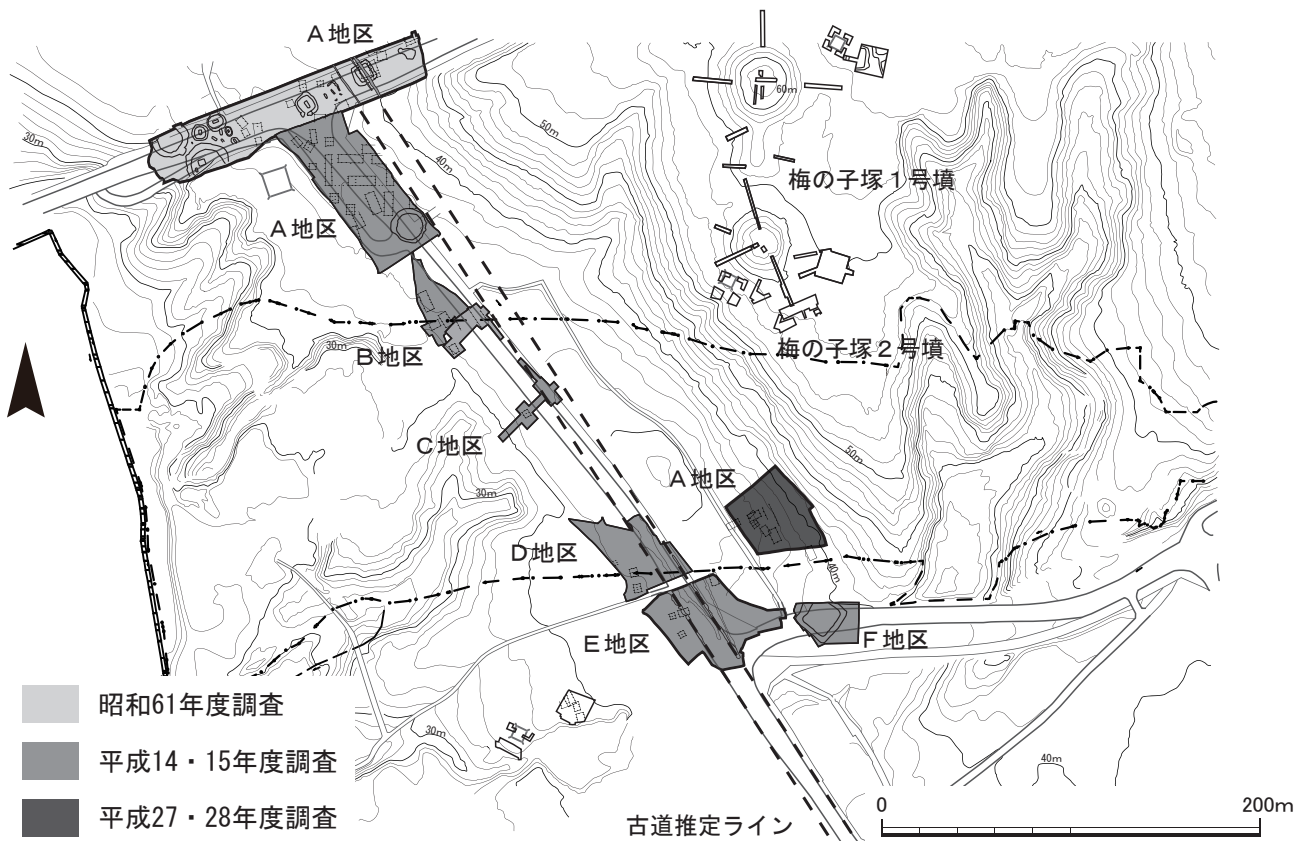 A地区
30m
50m
60m
40m
梅の子塚1号墳
A地区
30m
B地区
梅の子塚2号墳
C地区
50m
30m
A地区
D地区
40m
E地区
F地区
昭和61年度調査
30m
平成14・15年度調査
40m
平成27・28年度調査
古道推定ライン
0
200m